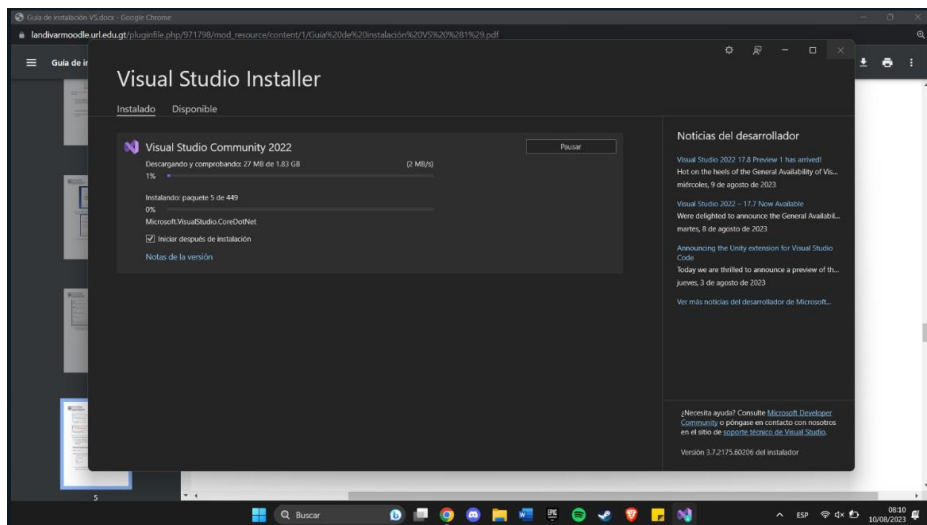 Guía de instalación VS.docx - Google Chrome
landivarmoodle.url.edu.gt/pluginfile.php/971798/mod_resource/content/1/Guía%20de%20instalación%20VS%20%281%29.pdf
Guía de in
Visual Studio Installer
Instalado Disponible
Visual Studio Community 2022
Pausar
Descargando y comprobando: 27 MB de 1.83 GB (2 MB/s)
1%
Instalando: paquete 5 de 449
0%
Microsoft.VisualStudio.CoreDotNet
Iniciar después de instalación
Notas de la versión
Noticias del desarrollador
Visual Studio 2022 17.8 Preview 1 has arrived!
Hot on the heels of the General Availability of Vis...
miércoles, 9 de agosto de 2023
Visual Studio 2022 – 17.7 Now Available
Were delighted to announce the General Availabil...
martes, 8 de agosto de 2023
Announcing the Unity extension for Visual Studio
Code
Today we are thrilled to announce a preview of th...
jueves, 3 de agosto de 2023
Ver más noticias del desarrollador de Microsoft...
¿Necesita ayuda? Consulte Microsoft Developer
Community o póngase en contacto con nosotros
en el sitio de soporte técnico de Visual Studio.
Versión 3.7.2175.60206 del instalador
5
Buscar
EPIC
ESP
08:10
10/08/2023